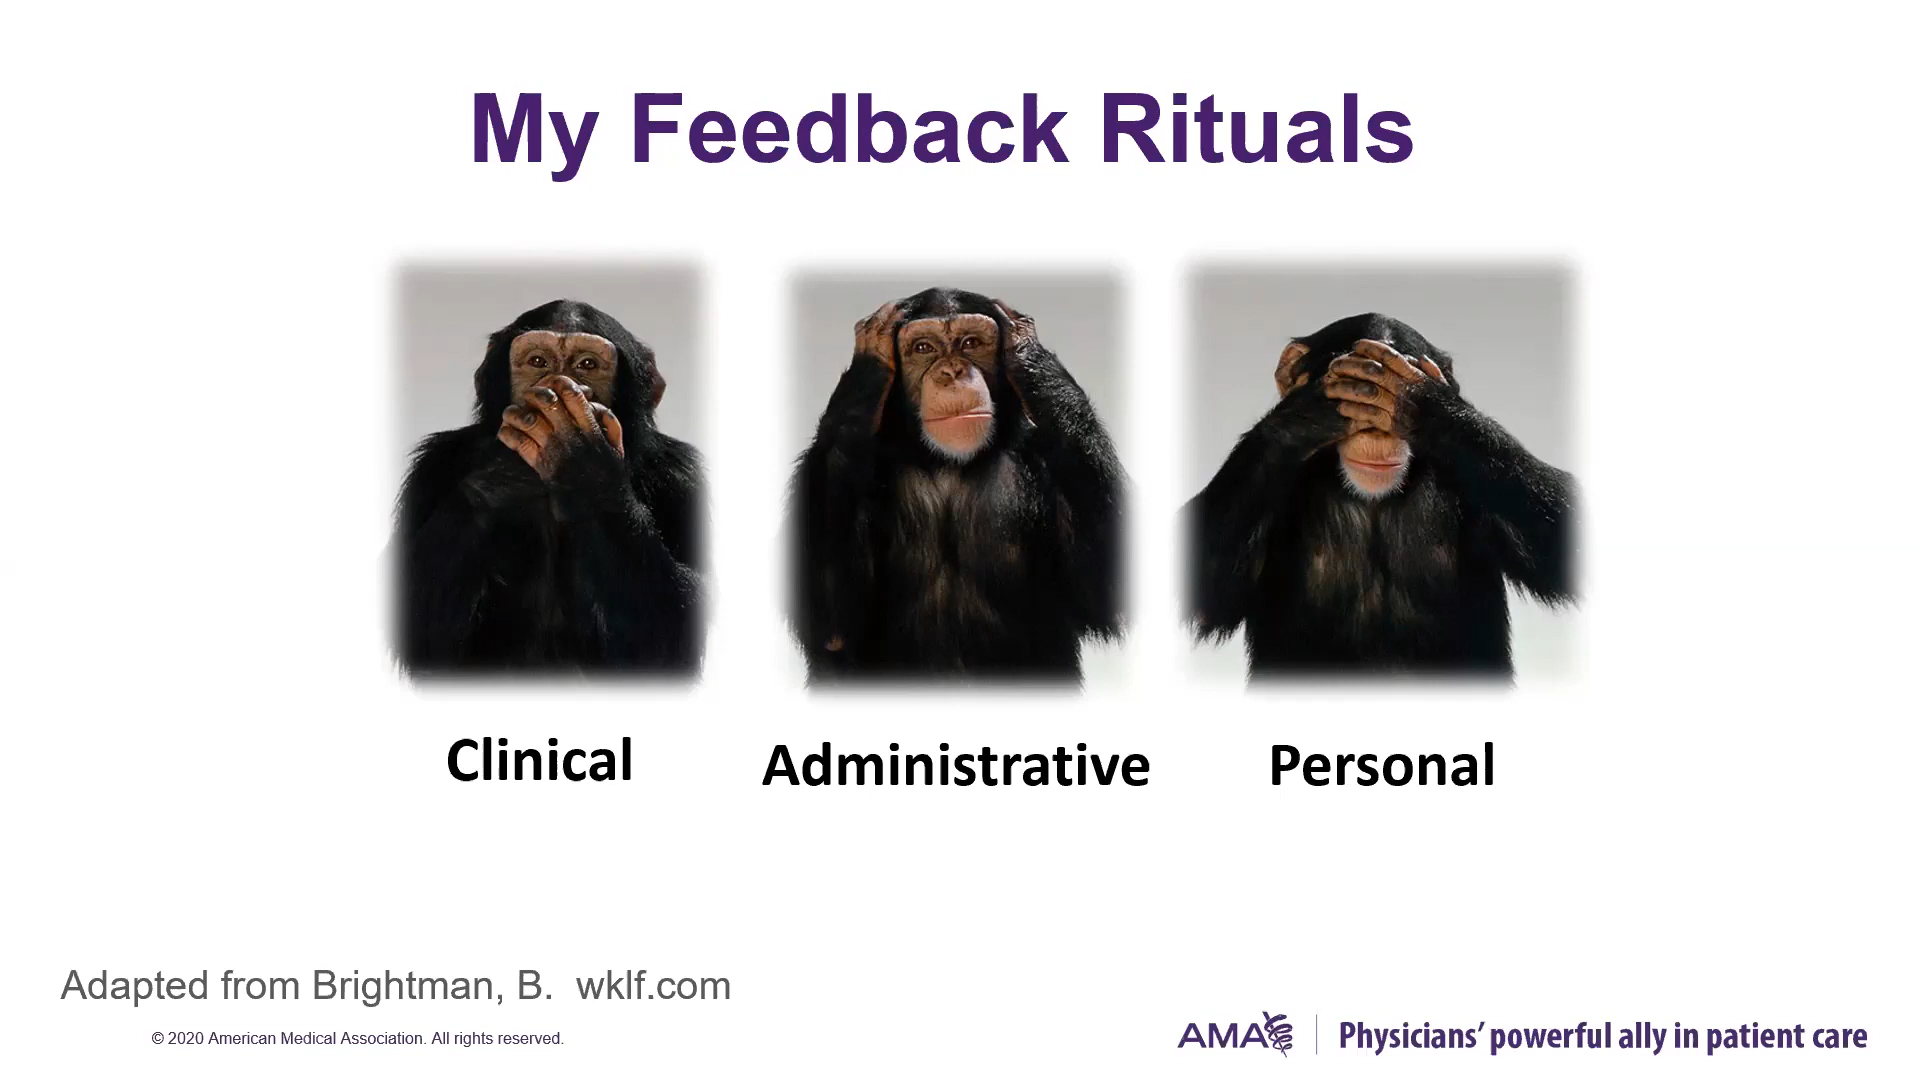 My Feedback Rituals
Clinical
Administrative
Personal
Adapted from Brightman, B.  wklf.com
© 2020 American Medical Association. All rights reserved.
AMA
Physicians’ powerful ally in patient care